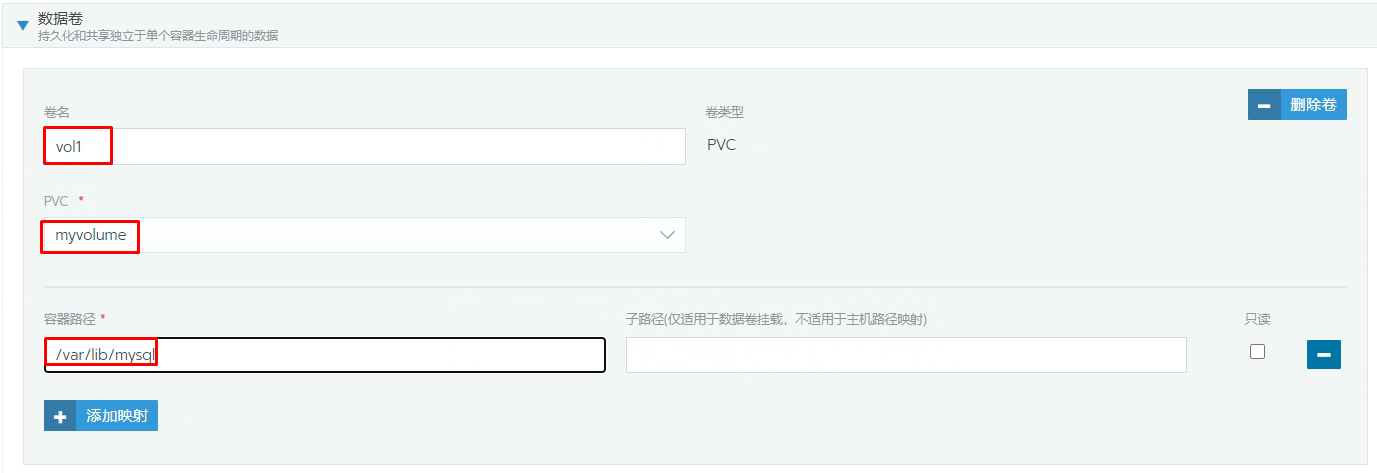 数据卷
持久化和共享独立于单个容器生命周期的数据
删除卷
卷名
卷类型
vol1
PVC
PVC *
myvolume
容器路径 *
子路径(仅适用于数据卷挂载，不适用于主机路径映射)
只读
/var/lib/mysql
添加映射